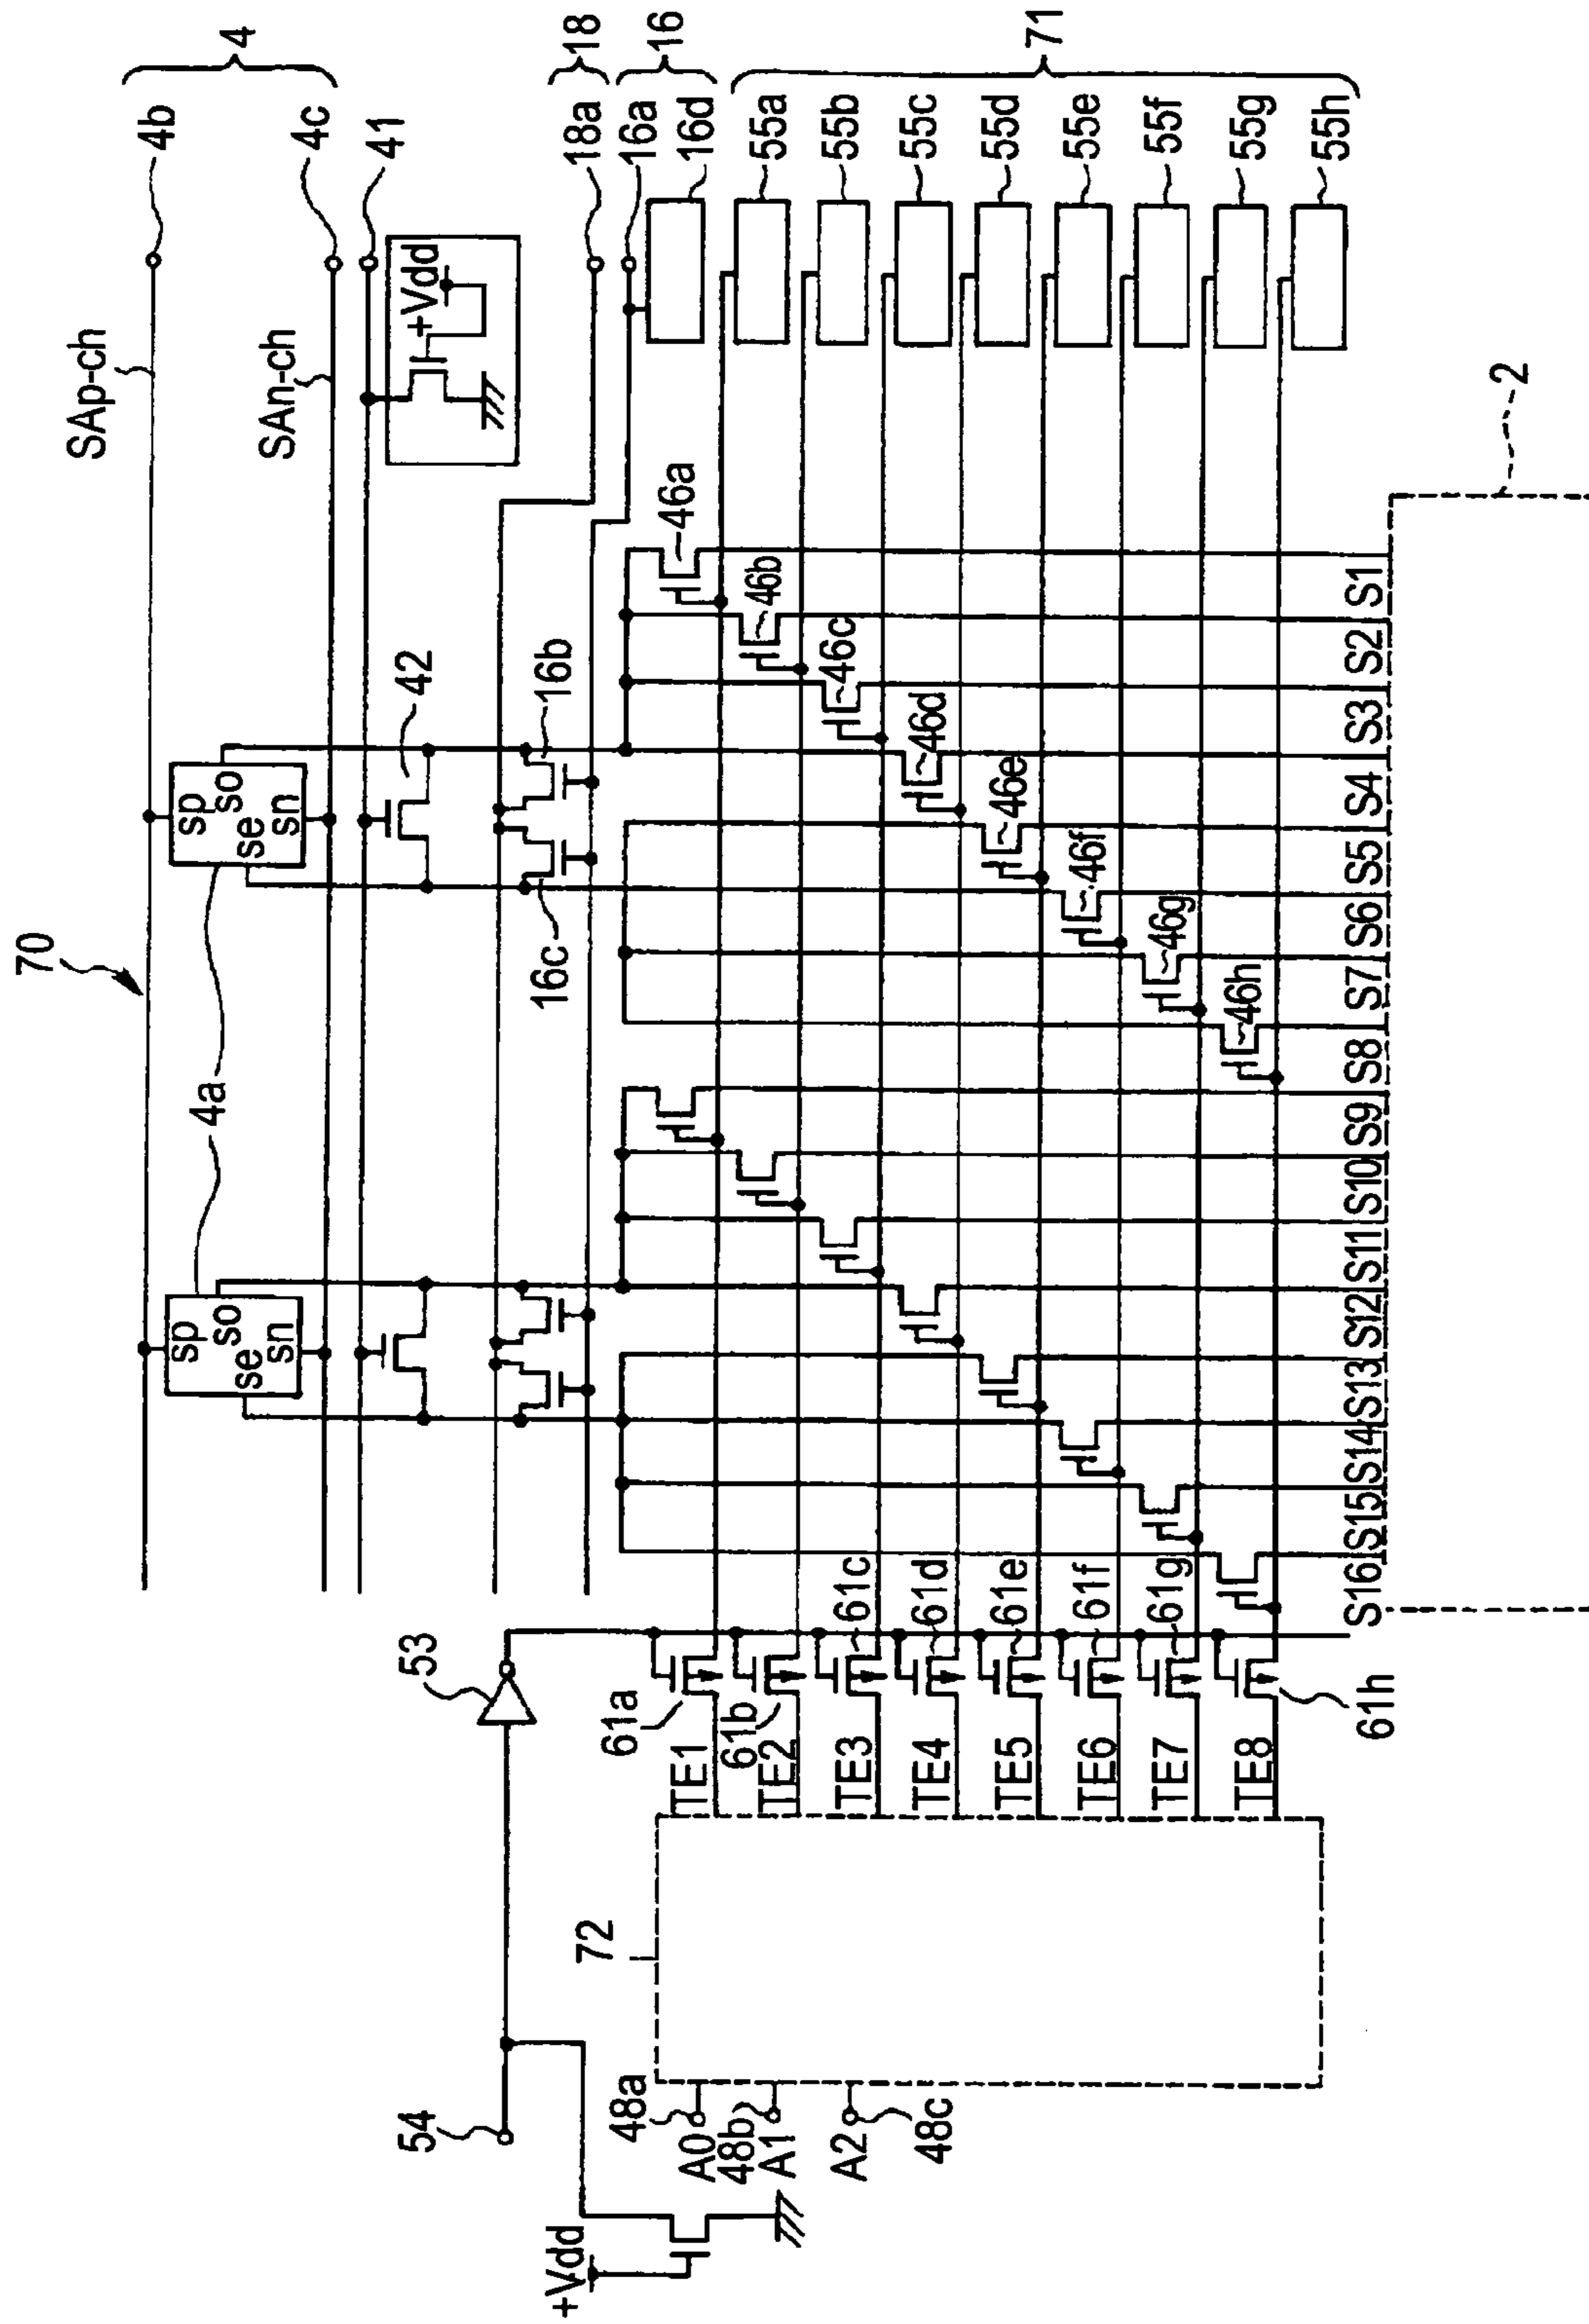 70
SAp-ch
4b
4
SAn-ch
4c
41
+Vdd
4a
sp
so
se
sn
sp
so
se
sn
42
18a
18
16a
16
16d
16b
16c
53
54
+Vdd
72
48a
A0
48b
A1
A2
48c
61a
61b
61c
61d
61e
61f
61g
61h
TE1
TE2
TE3
TE4
TE5
TE6
TE7
TE8
46a
46b
46c
46d
46e
46f
46g
46h
55a
55b
55c
55d
55e
55f
55g
55h
71
S16
S15
S14
S13
S12
S11
S10
S9
S8
S7
S6
S5
S4
S3
S2
S1
2